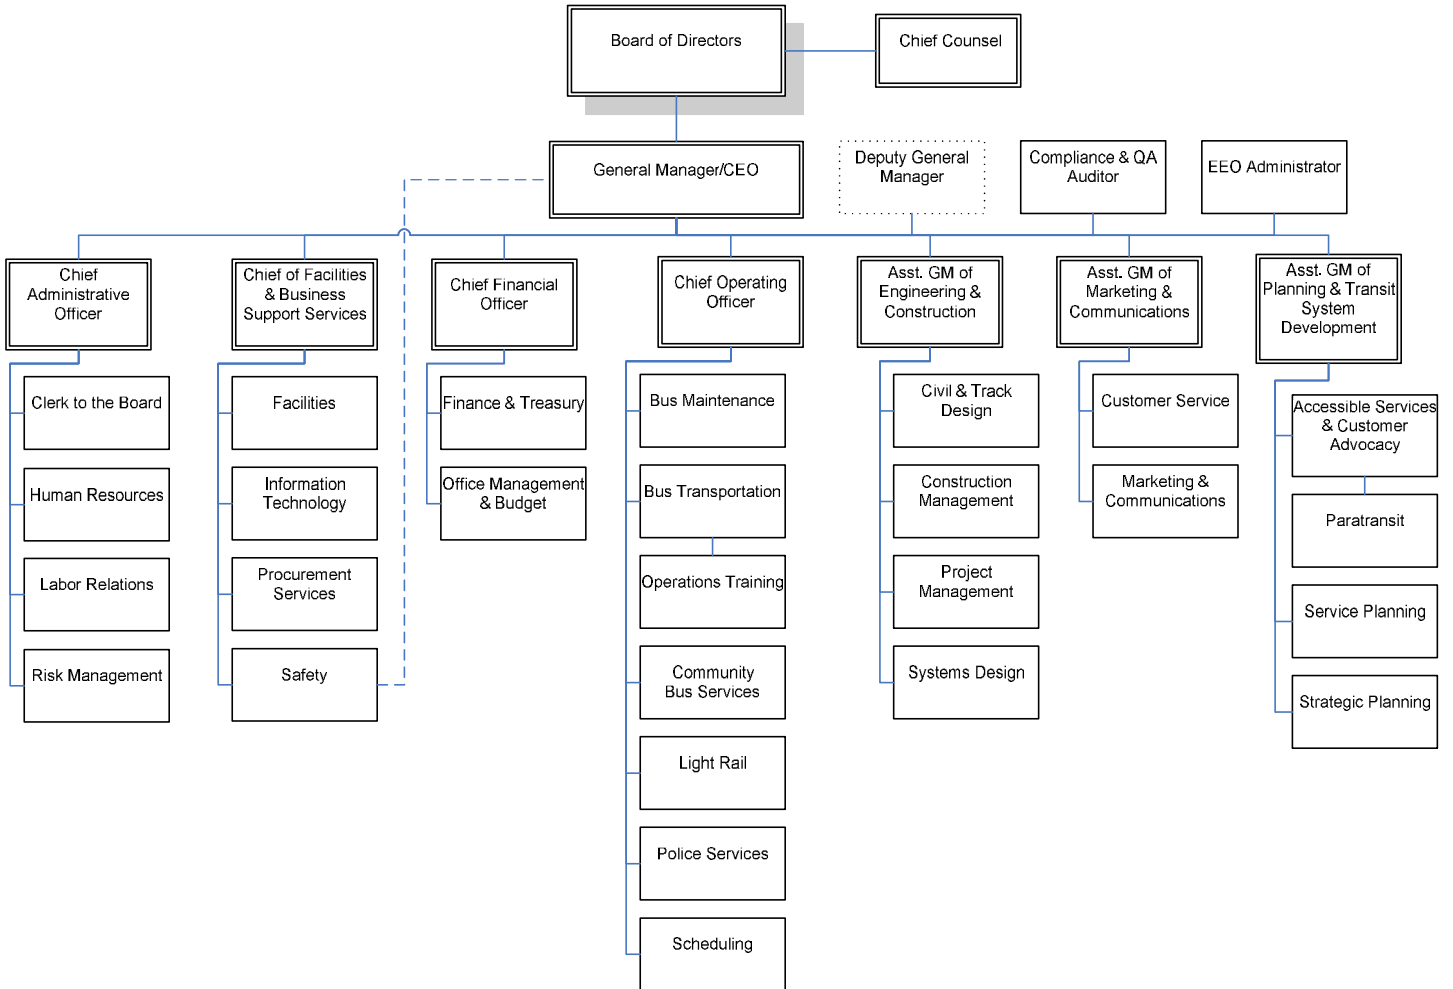 Board of Directors
Chief Counsel
General Manager/CEO
Deputy General
Manager
Compliance & QA
Auditor
EEO Administrator
Chief
Administrative
Officer
Chief of Facilities
& Business
Support Services
Chief Financial
Officer
Chief Operating
Officer
Asst. GM of
Engineering &
Construction
Asst. GM of
Marketing &
Communications
Asst. GM of
Planning & Transit
System
Development
Clerk to the Board
Human Resources
Labor Relations
Risk Management
Facilities
Information
Technology
Procurement
Services
Safety
Finance & Treasury
Office Management
& Budget
Bus Maintenance
Bus Transportation
Operations Training
Community
Bus Services
Light Rail
Police Services
Scheduling
Civil & Track
Design
Construction
Management
Project
Management
Systems Design
Customer Service
Marketing &
Communications
Accessible Services
& Customer
Advocacy
Paratransit
Service Planning
Strategic Planning